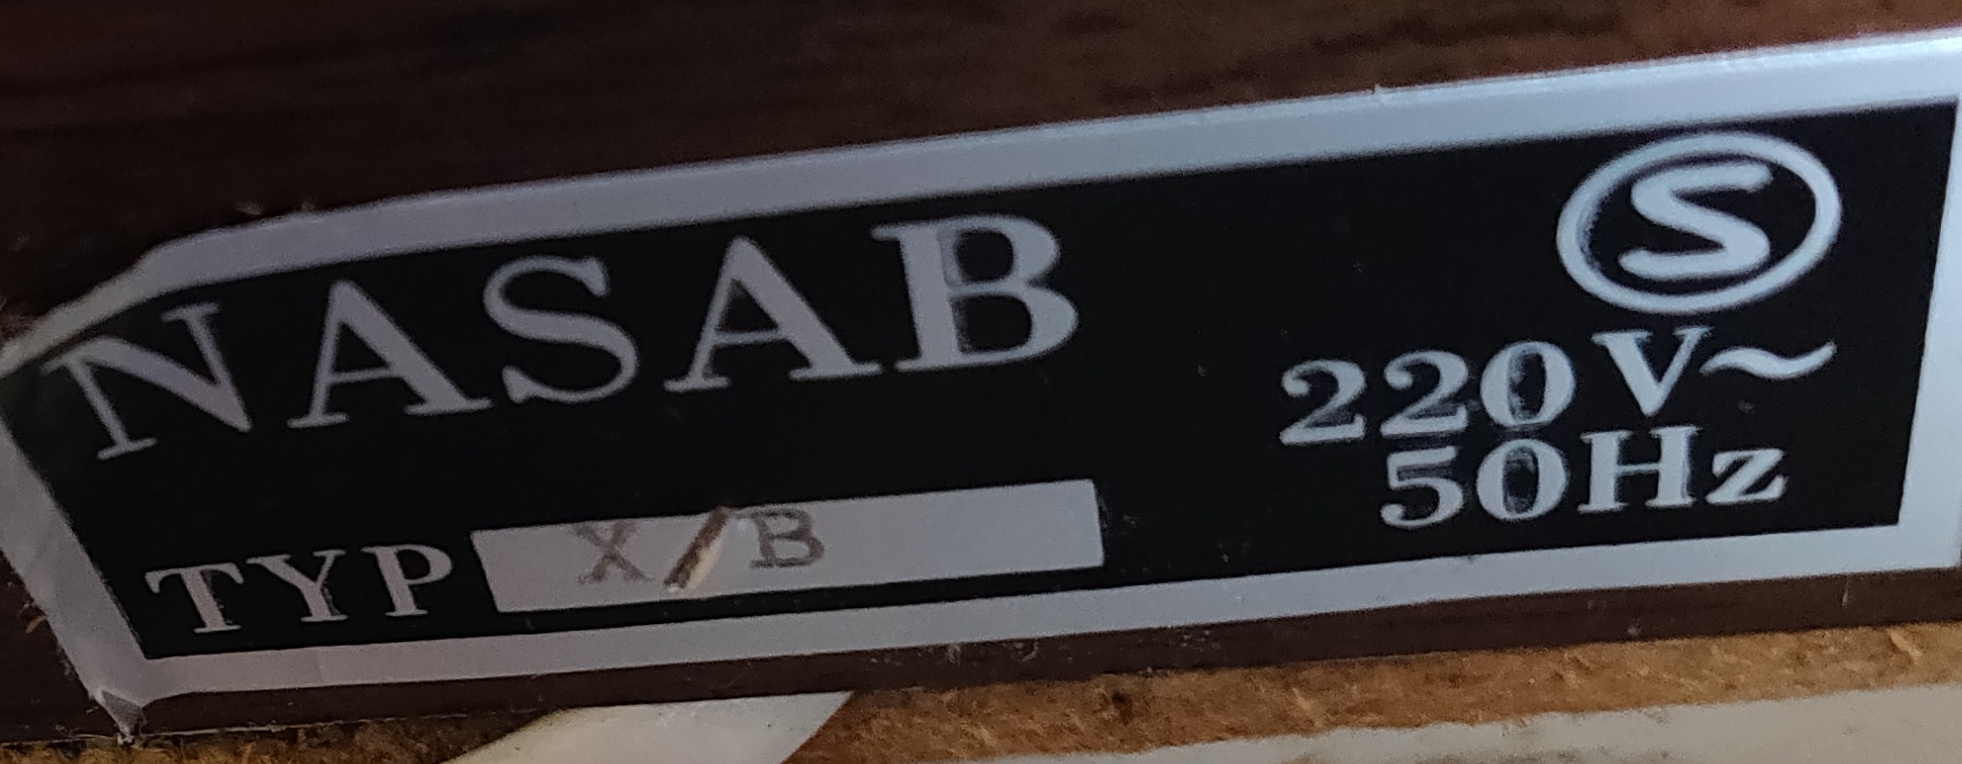 NASAB
S
220V~
50Hz
TYP X/B